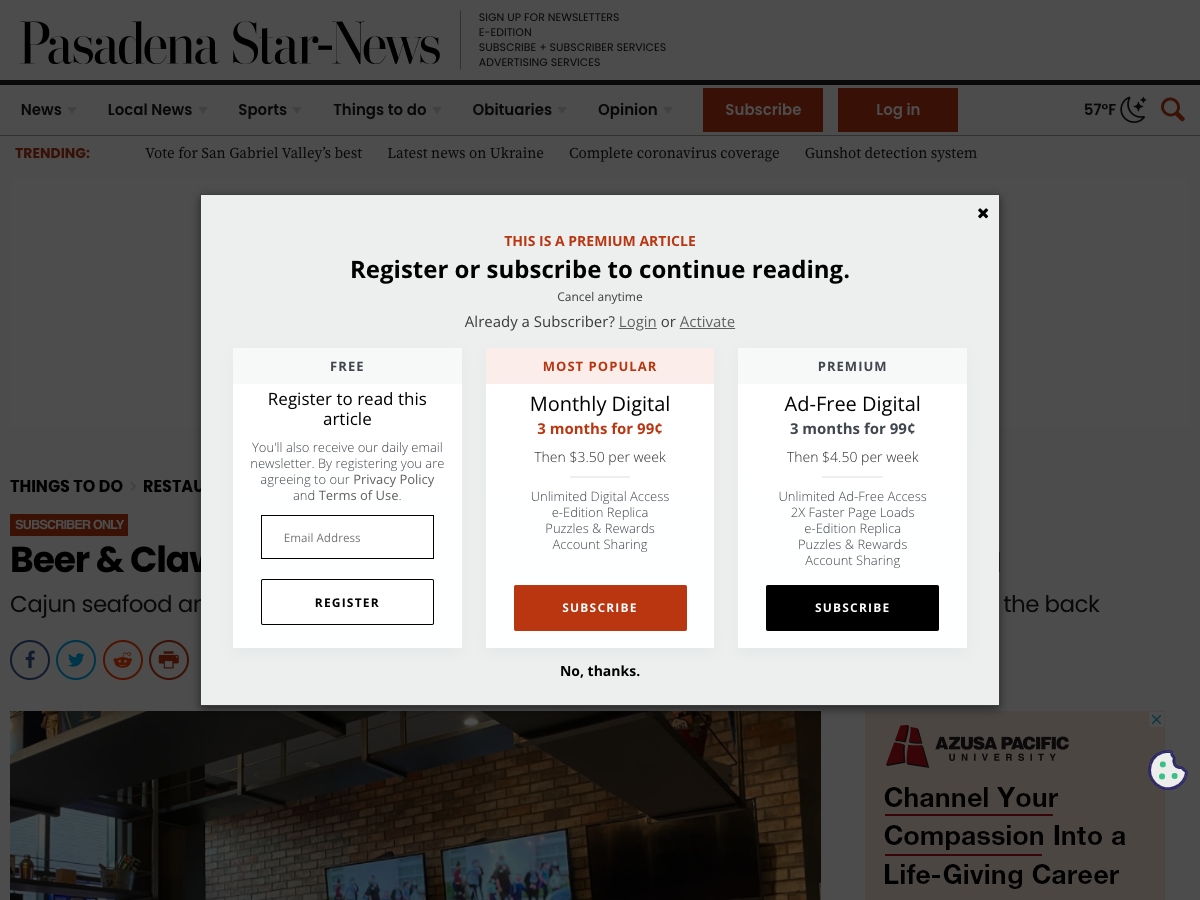 Pasadena Star-News
SIGN UP FOR NEWSLETTERS
E-EDITION
SUBSCRIBE + SUBSCRIBER SERVICES
ADVERTISING SERVICES
News Local News Sports Things to do Obituaries Opinion Subscribe Log in 57°F
TRENDING: Vote for San Gabriel Valley's best Latest news on Ukraine Complete coronavirus coverage Gunshot detection system
THIS IS A PREMIUM ARTICLE
Register or subscribe to continue reading.
Cancel anytime
Already a Subscriber? Login or Activate
FREE
Register to read this
article
You'll also receive our daily email
newsletter. By registering you are
agreeing to our Privacy Policy
and Terms of Use.
Email Address
REGISTER
MOST POPULAR
Monthly Digital
3 months for 99¢
Then $3.50 per week
Unlimited Digital Access
e-Edition Replica
Puzzles & Rewards
Account Sharing
SUBSCRIBE
PREMIUM
Ad-Free Digital
3 months for 99¢
Then $4.50 per week
Unlimited Ad-Free Access
2X Faster Page Loads
e-Edition Replica
Puzzles & Rewards
Account Sharing
SUBSCRIBE
No, thanks.
THINGS TO DO
SUBSCRIBER ONLY
Beer &
Cajun seafood the back
AZUSA PACIFIC
UNIVERSITY
Channel Your
Compassion Into a
Life-Giving Career